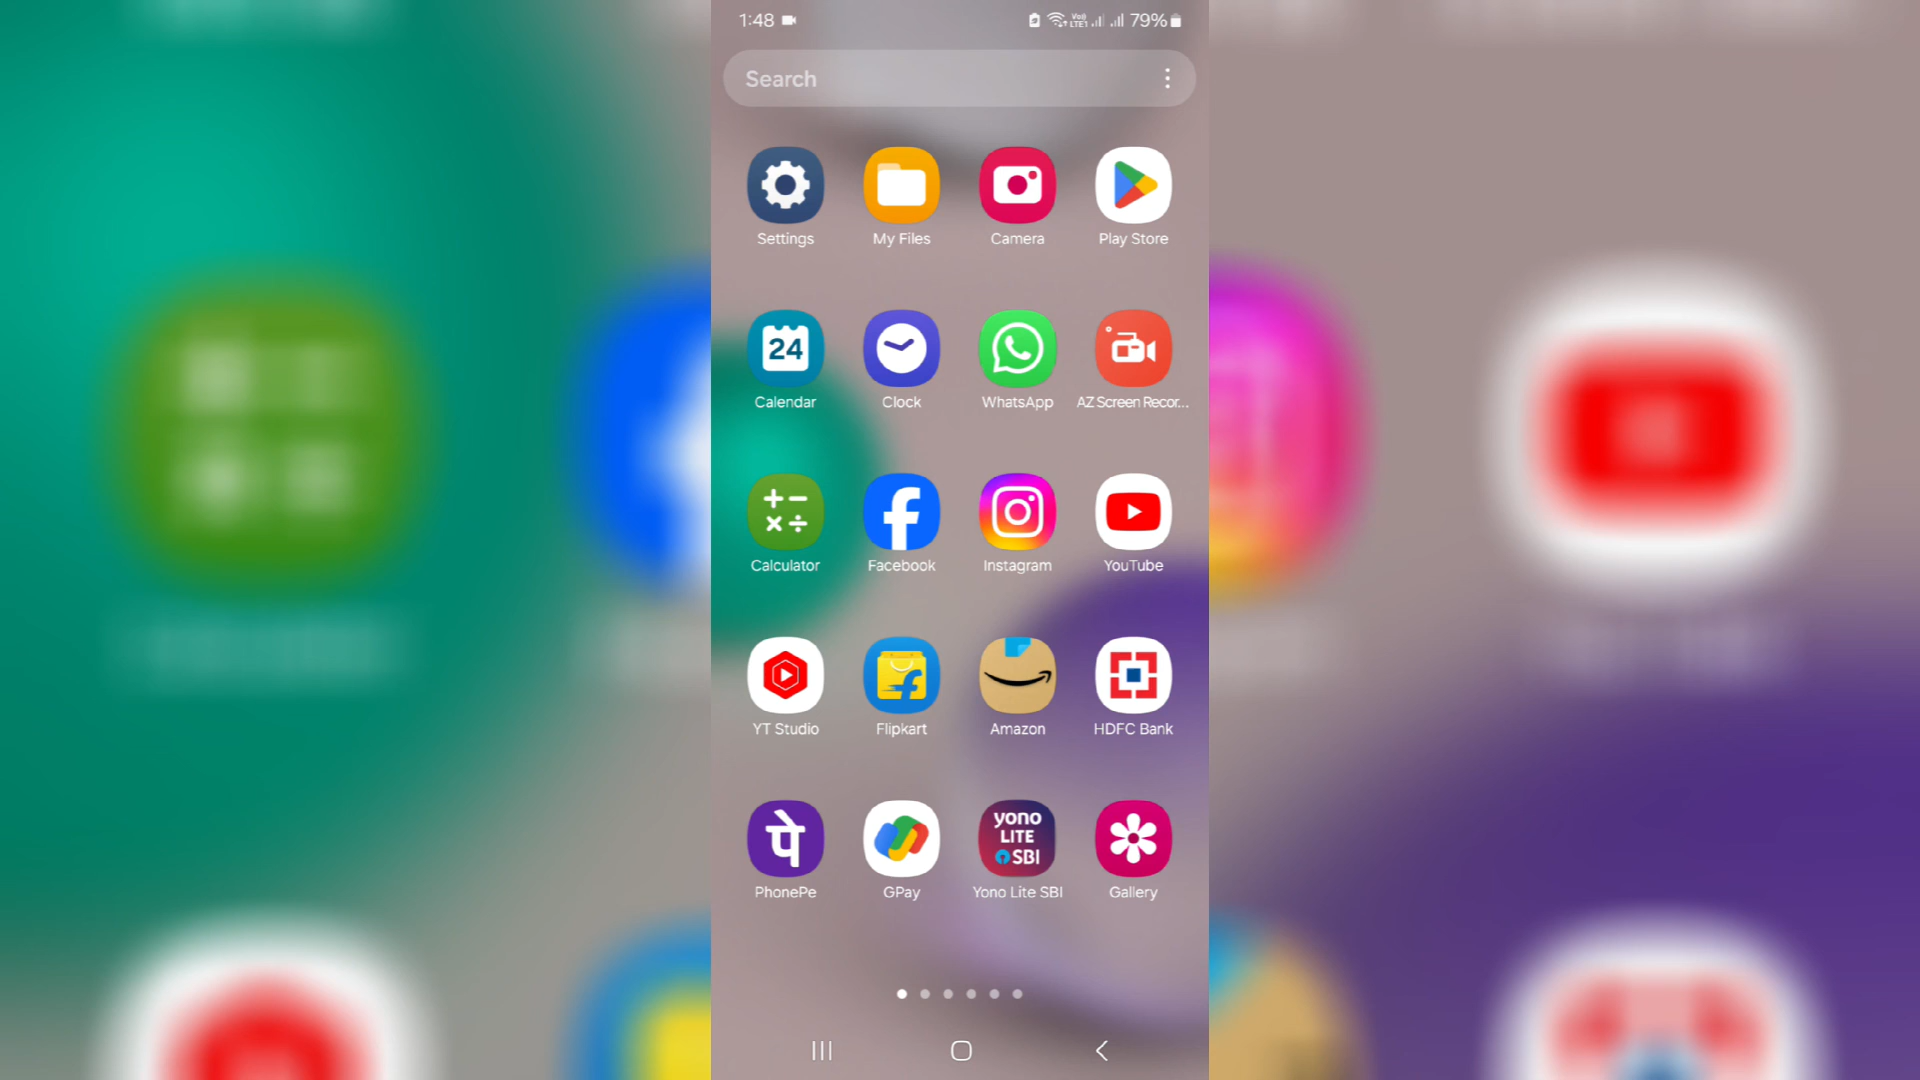 1:48 79%
Search
Settings My Files Camera Play Store
24
Calendar Clock WhatsApp AZ Screen Recor...
Calculator Facebook Instagram YouTube
YT Studio Flipkart Amazon HDFC Bank
पे
yono
LITE
SBI
PhonePe GPay Yono Lite SBI Gallery